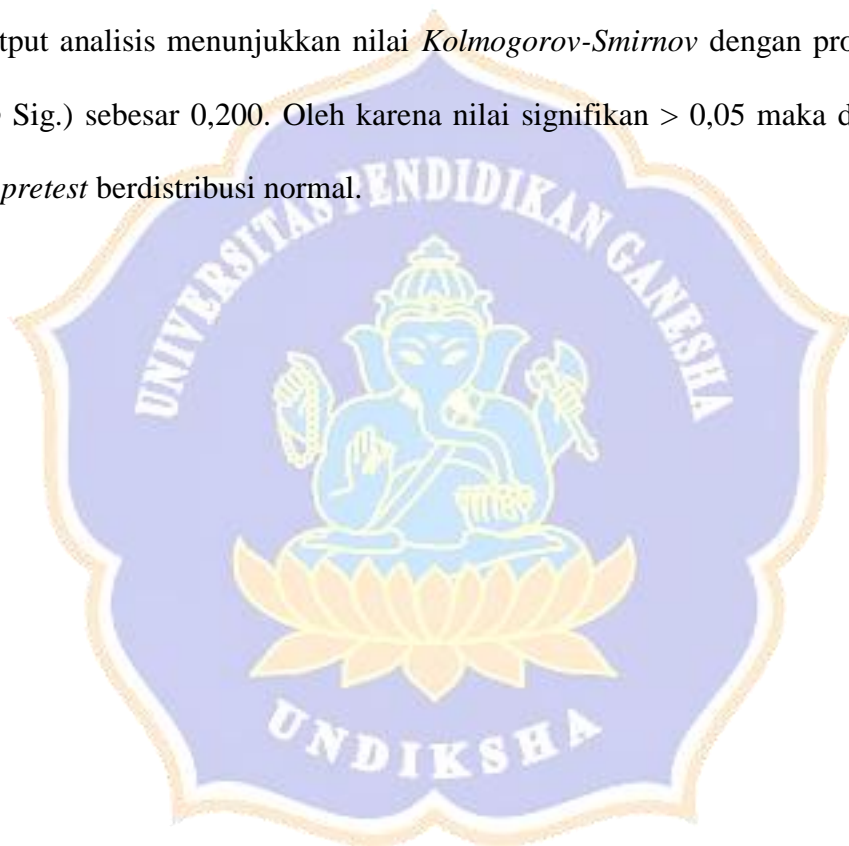 tput analisis menunjukkan nilai Kolmogorov-Smirnov dengan pro
Sig.) sebesar 0,200. Oleh karena nilai signifikan > 0,05 maka d
pretest berdistribusi normal.
UNIVERSITAS PENDIDIKAN GANESHA
UNDIKSHA